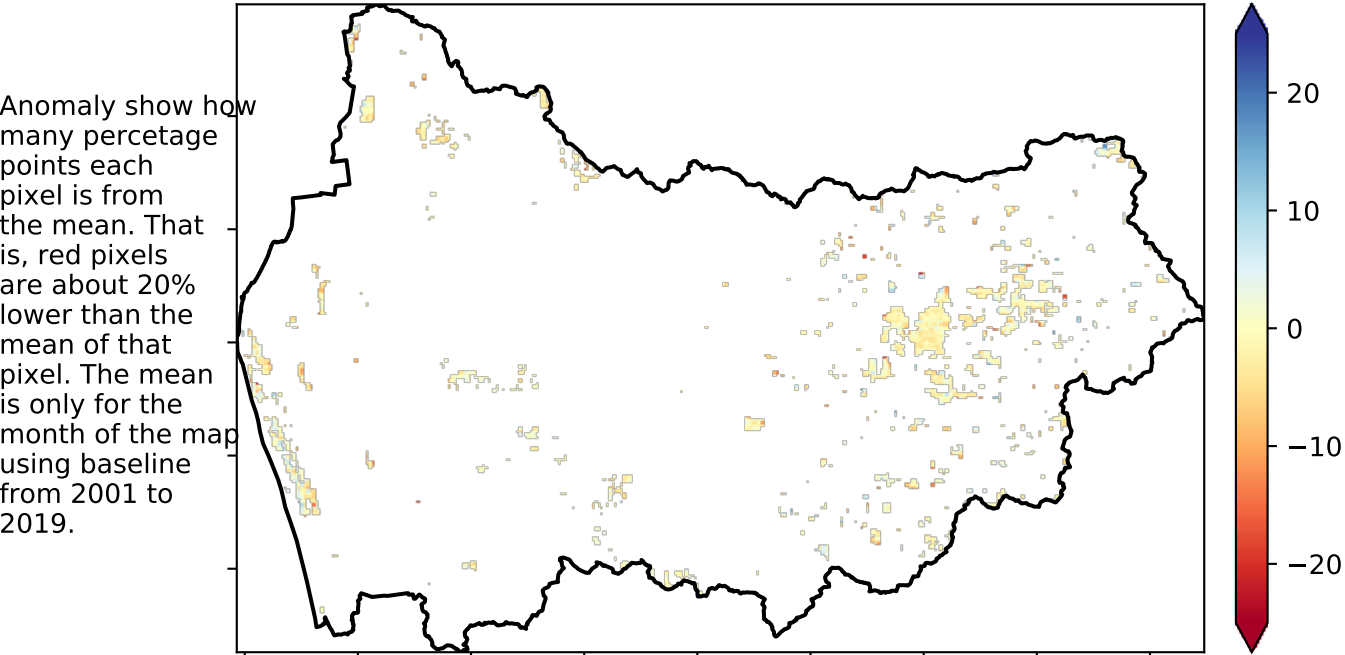 Anomaly show how
many percetage
points each
pixel is from
the mean. That
is, red pixels
are about 20%
lower than the
mean of that
pixel. The mean
is only for the
month of the map
using baseline
from 2001 to
2019.
20
10
0
−10
−20